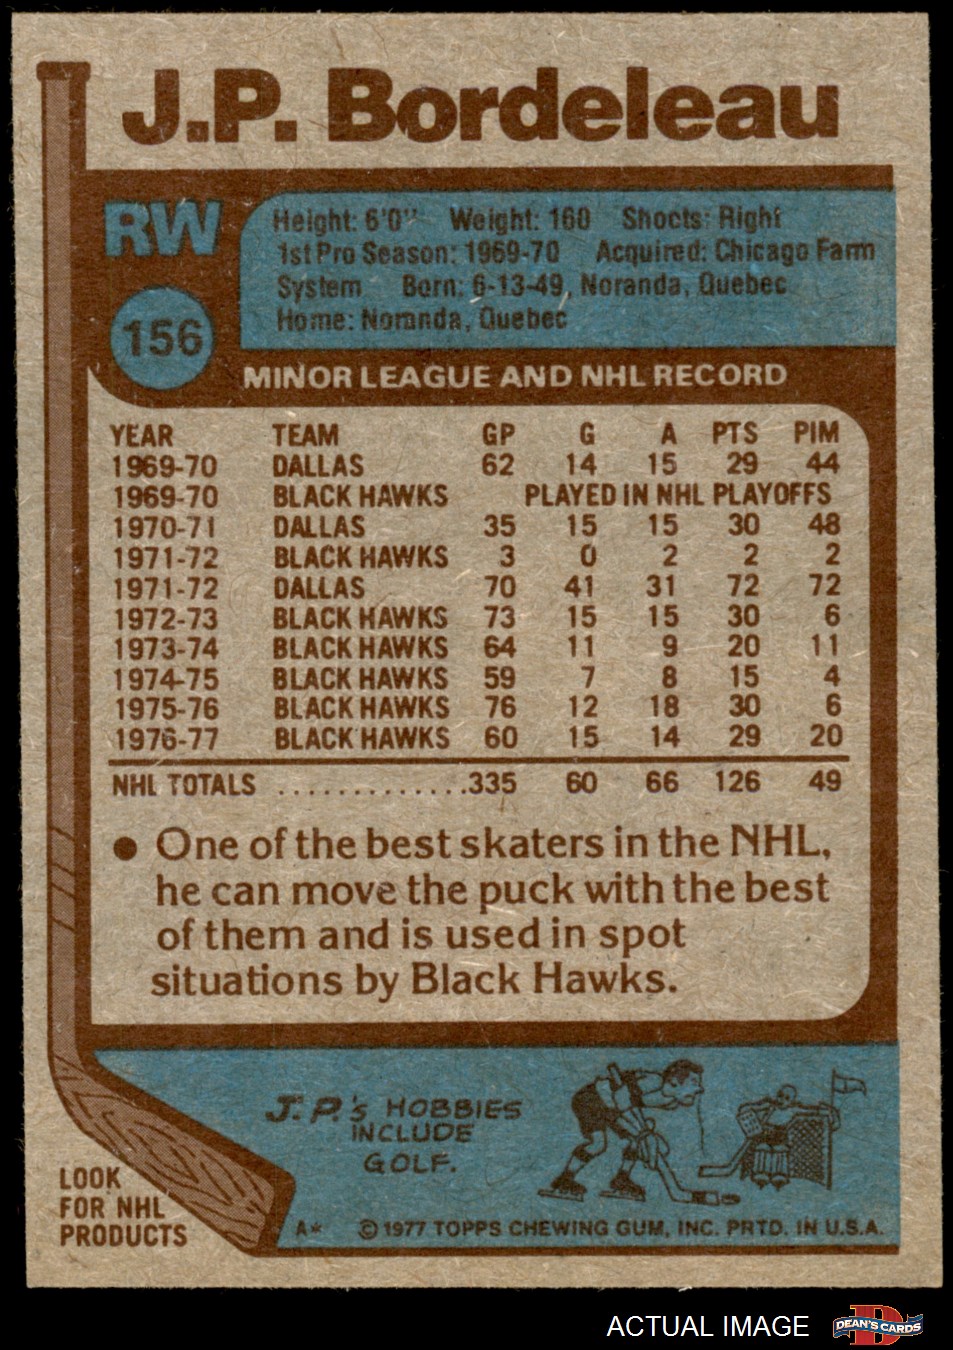 J.P. Bordeleau
RW
Height: 6'0" Weight: 160 Shoots: Right
1st Pro Season: 1969-70 Acquired: Chicago Farm
System Born: 6-13-49, Noranda, Quebec
Home: Noranda, Quebec
156
MINOR LEAGUE AND NHL RECORD
YEAR TEAM GP G A PTS PIM
1969-70 DALLAS 62 14 15 29 44
1969-70 BLACK HAWKS PLAYED IN NHL PLAYOFFS
1970-71 DALLAS 35 15 15 30 48
1971-72 BLACK HAWKS 3 0 2 2 2
1971-72 DALLAS 70 41 31 72 72
1972-73 BLACK HAWKS 73 15 15 30 6
1973-74 BLACK HAWKS 64 11 9 20 11
1974-75 BLACK HAWKS 59 7 8 15 4
1975-76 BLACK HAWKS 76 12 18 30 6
1976-77 BLACK HAWKS 60 15 14 29 20
NHL TOTALS .............335 60 66 126 49
● One of the best skaters in the NHL,
he can move the puck with the best
of them and is used in spot
situations by Black Hawks.
J.P.'s HOBBIES
INCLUDE
GOLF.
LOOK
FOR NHL
PRODUCTS
A* © 1977 TOPPS CHEWING GUM, INC. PRTD. IN U.S.A.
ACTUAL IMAGE
D
DEAN'S CARDS